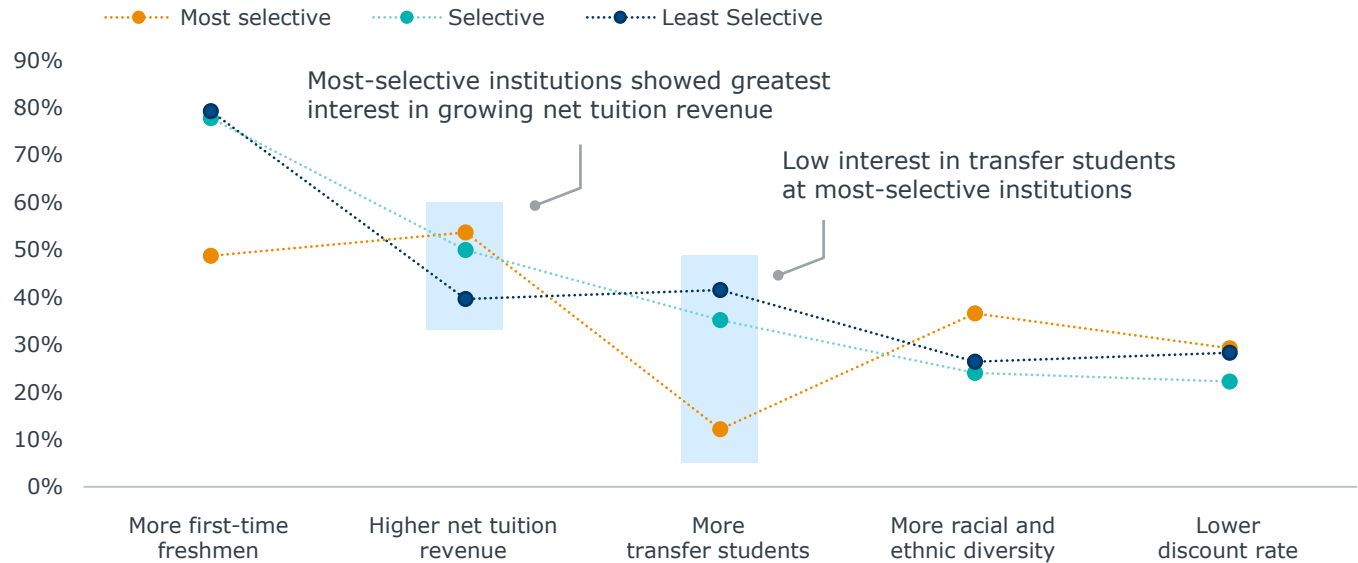 Most selective
Selective
Least Selective
90%
80%
70%
60%
50%
40%
30%
20%
10%
0%
Most-selective institutions showed greatest
interest in growing net tuition revenue
Low interest in transfer students
at most-selective institutions
More first-time
freshmen
Higher net tuition
revenue
More
transfer students
More racial and
ethnic diversity
Lower
discount rate